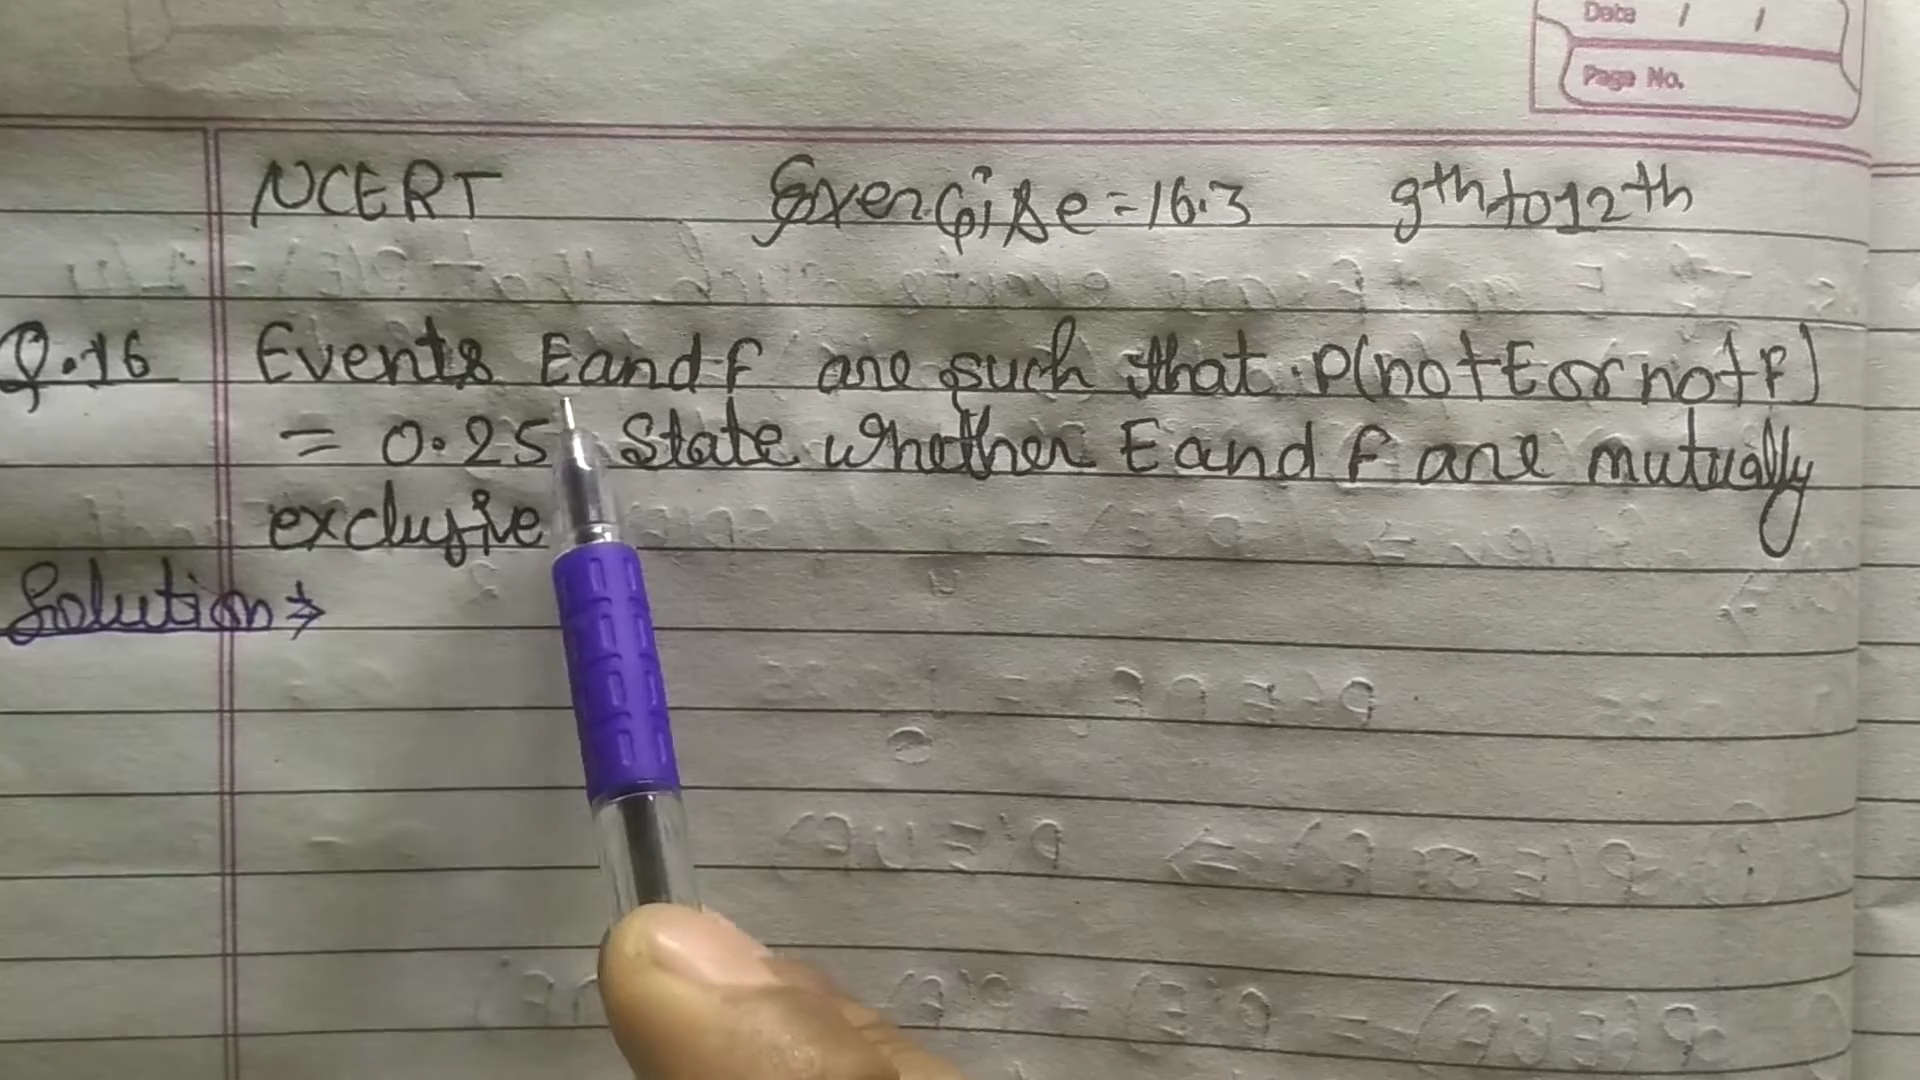 Date / /
Page No.
NCERT Exercise = 16.3 9th to 12th
Q.16 Events E and F are such that P(not E or not F)
= 0.25 State whether E and F are mutually
exclusive
Solution ⇒